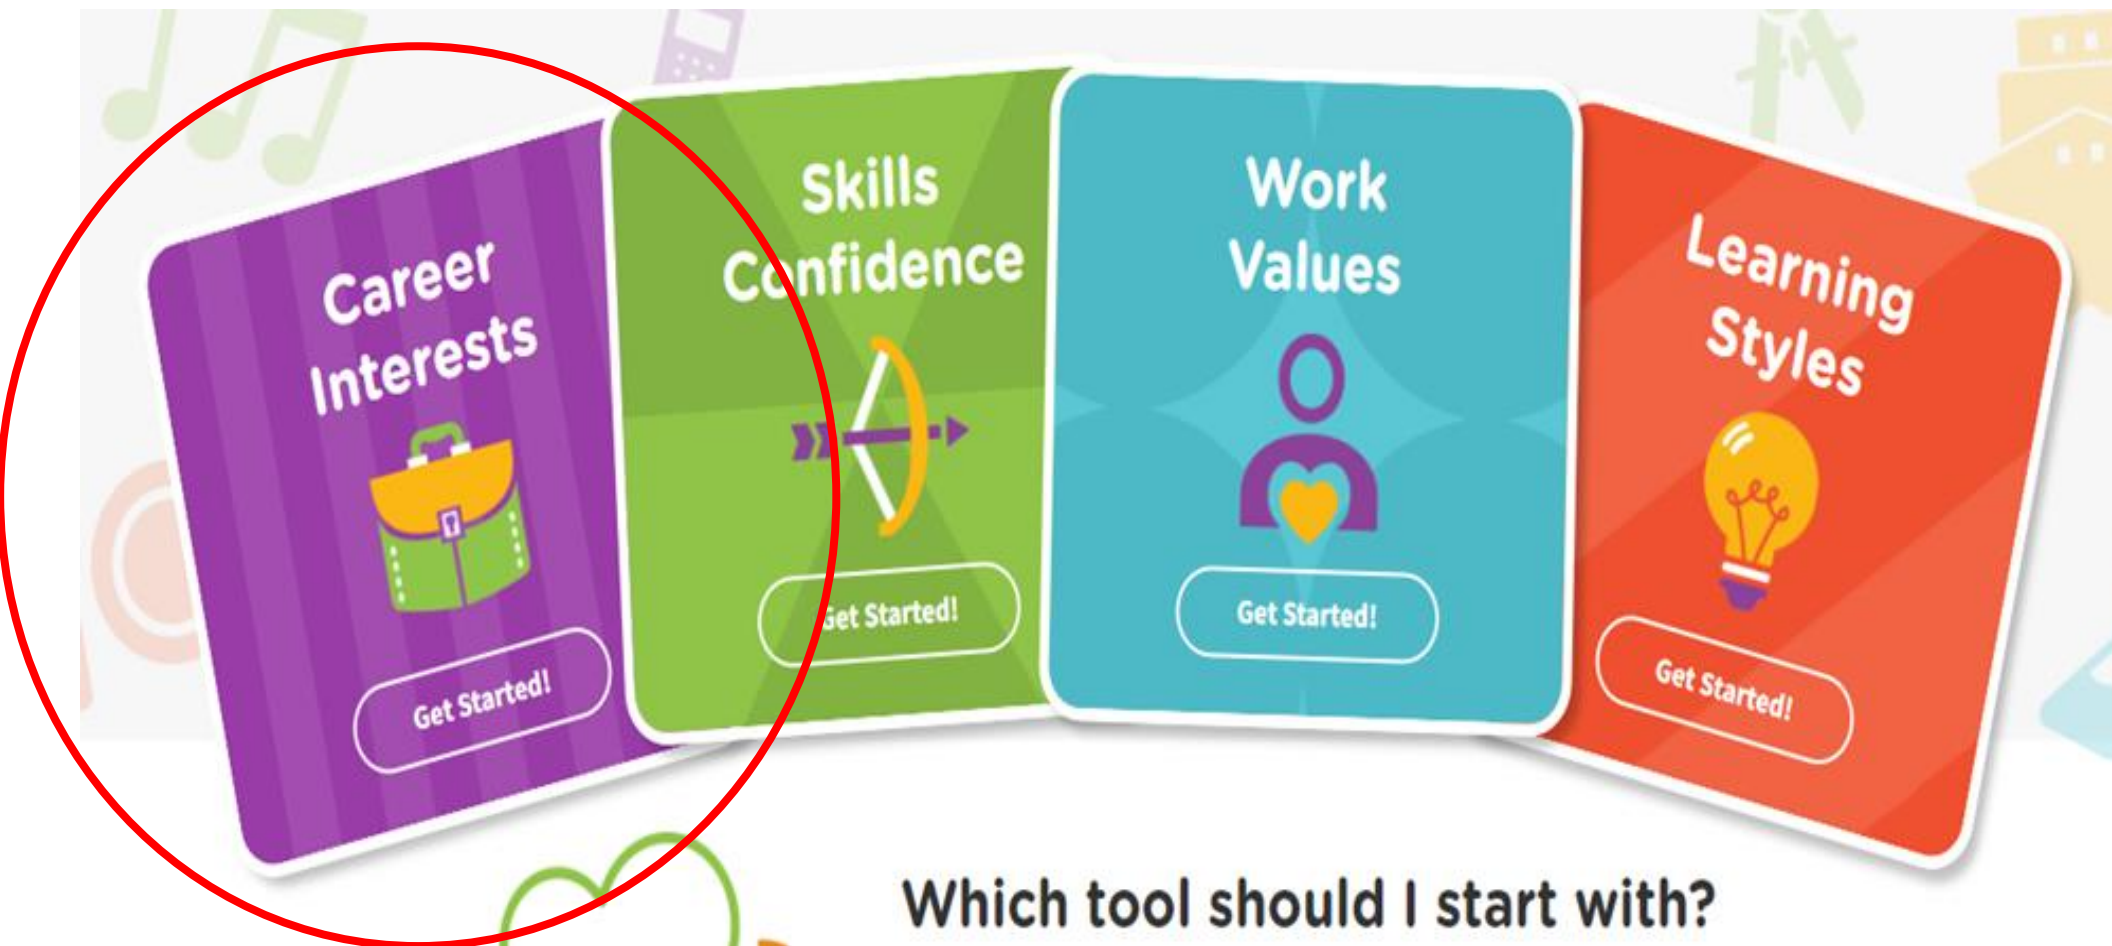 Career
Interests
Get Started!
Skills
Confidence
Get Started!
Work
Values
Get Started!
Learning
Styles
Get Started!
Which tool should I start with?